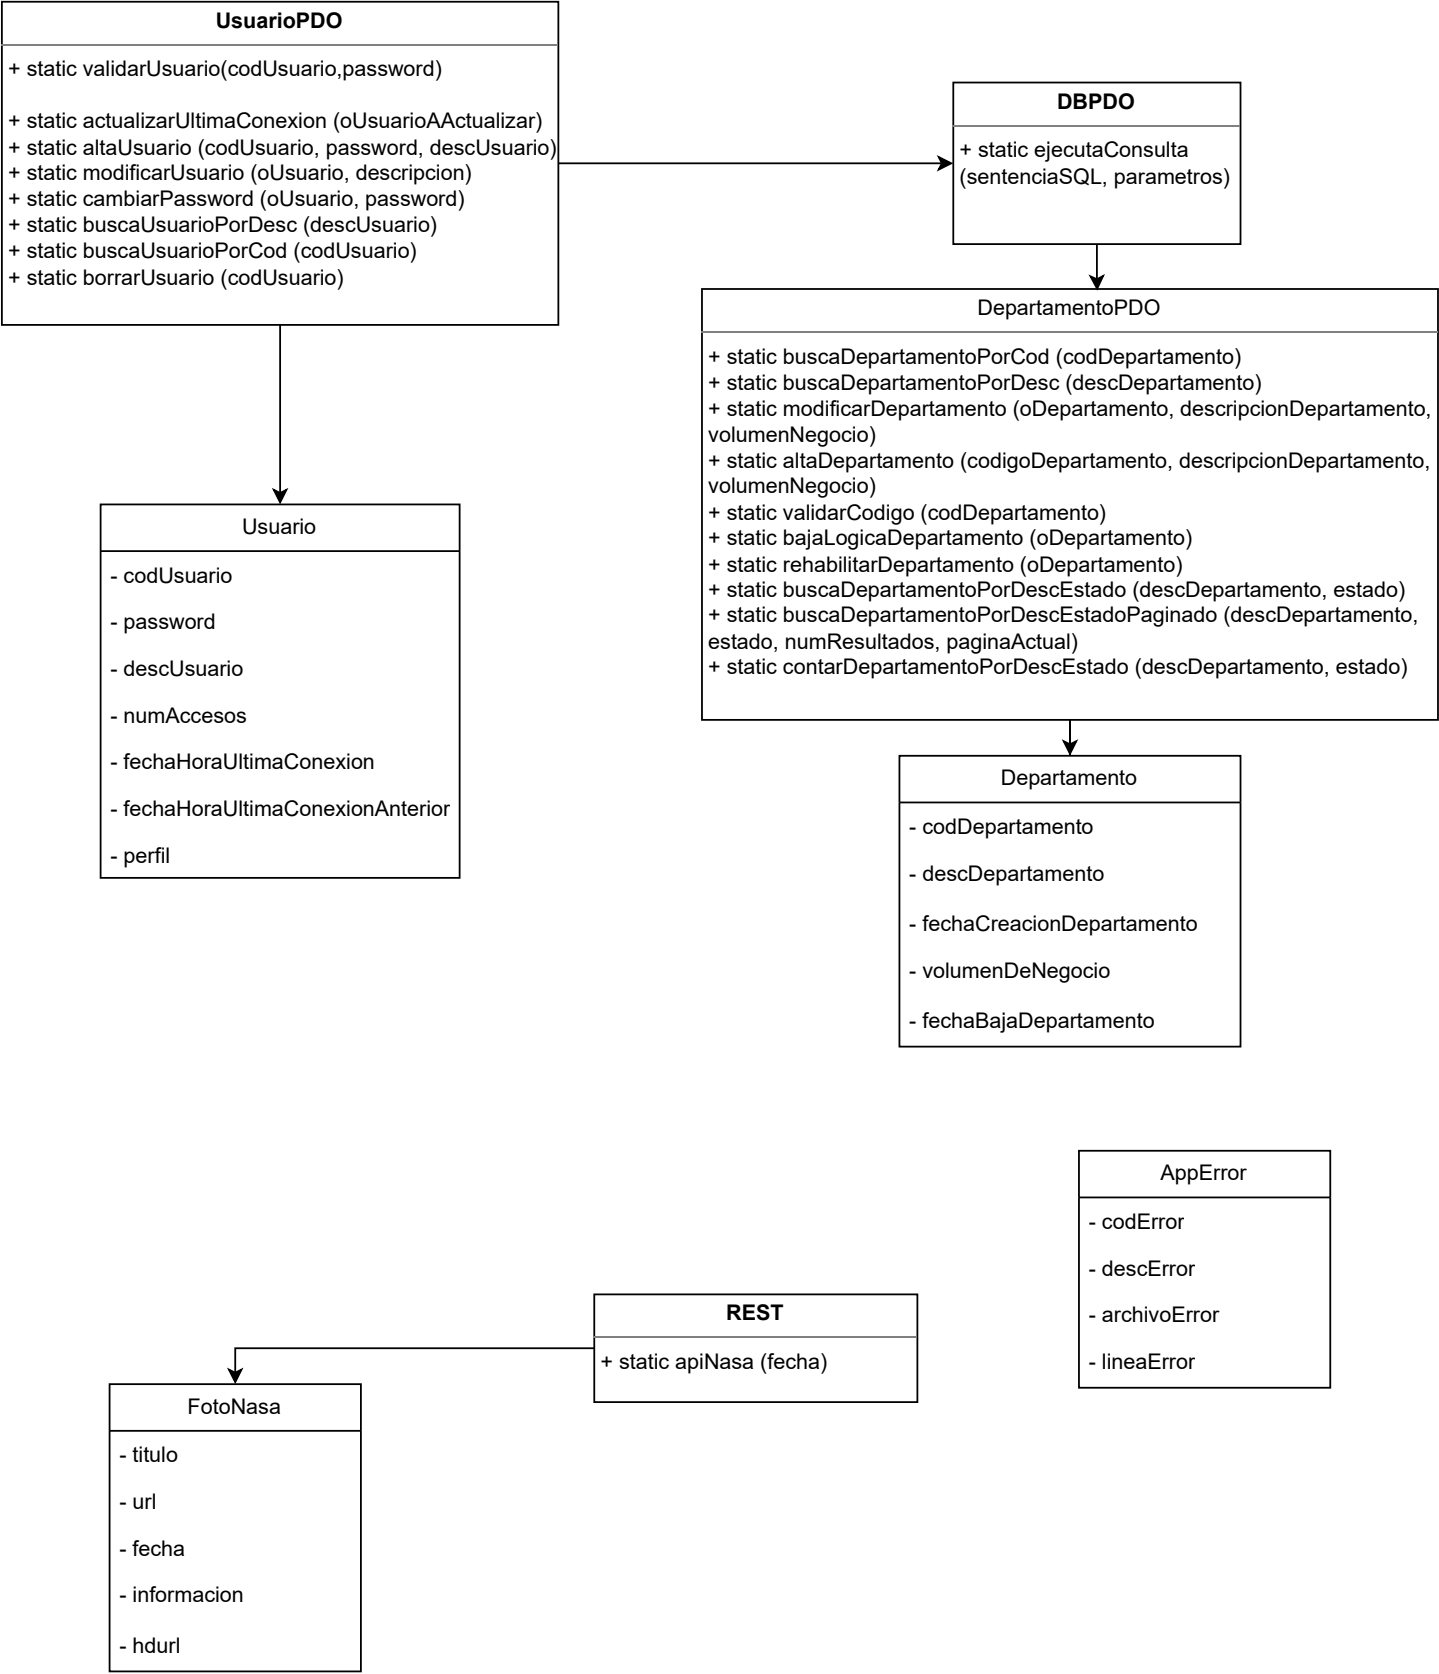 UsuarioPDO
+ static validarUsuario(codUsuario,password)
+ static actualizarUltimaConexion (oUsuarioAActualizar)
+ static altaUsuario (codUsuario, password, descUsuario)
+ static modificarUsuario (oUsuario, descripcion)
+ static cambiarPassword (oUsuario, password)
+ static buscaUsuarioPorDesc (descUsuario)
+ static buscaUsuarioPorCod (codUsuario)
+ static borrarUsuario (codUsuario)
DBPDO
+ static ejecutaConsulta
(sentenciaSQL, parametros)
DepartamentoPDO
+ static buscaDepartamentoPorCod (codDepartamento)
+ static buscaDepartamentoPorDesc (descDepartamento)
+ static modificarDepartamento (oDepartamento, descripcionDepartamento,
volumenNegocio)
+ static altaDepartamento (codigoDepartamento, descripcionDepartamento,
volumenNegocio)
+ static validarCodigo (codDepartamento)
+ static bajaLogicaDepartamento (oDepartamento)
+ static rehabilitarDepartamento (oDepartamento)
+ static buscaDepartamentoPorDescEstado (descDepartamento, estado)
+ static buscaDepartamentoPorDescEstadoPaginado (descDepartamento,
estado, numResultados, paginaActual)
+ static contarDepartamentoPorDescEstado (descDepartamento, estado)
Usuario
- codUsuario
- password
- descUsuario
- numAccesos
- fechaHoraUltimaConexion
- fechaHoraUltimaConexionAnterior
- perfil
Departamento
- codDepartamento
- descDepartamento
- fechaCreacionDepartamento
- volumenDeNegocio
- fechaBajaDepartamento
AppError
- codError
- descError
- archivoError
- lineaError
REST
+ static apiNasa (fecha)
FotoNasa
- titulo
- url
- fecha
- informacion
- hdurl